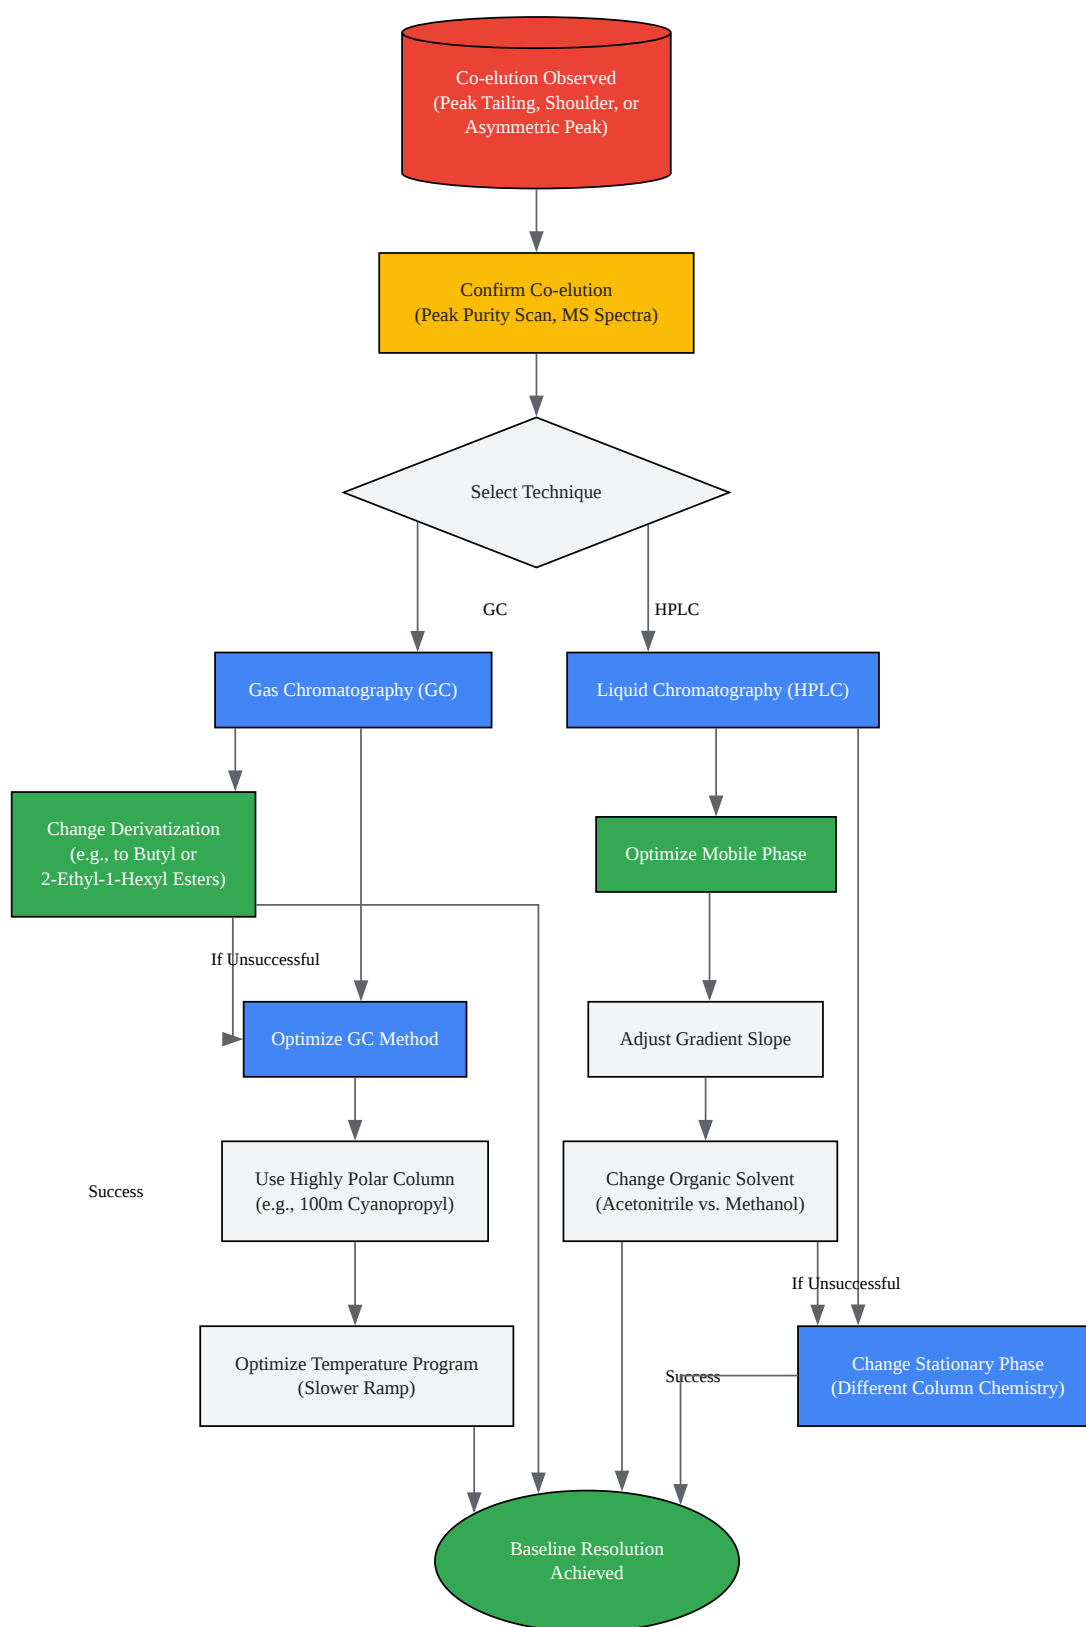 Co-elution Observed
(Peak Tailing, Shoulder, or
Asymmetric Peak)
Confirm Co-elution
(Peak Purity Scan, MS Spectra)
Select Technique
GC
HPLC
Gas Chromatography (GC)
Liquid Chromatography (HPLC)
Change Derivatization
(e.g., to Butyl or
2-Ethyl-1-Hexyl Esters)
Optimize Mobile Phase
If Unsuccessful
Optimize GC Method
Adjust Gradient Slope
Use Highly Polar Column
(e.g., 100m Cyanopropyl)
Change Organic Solvent
(Acetonitrile vs. Methanol)
Success
If Unsuccessful
Optimize Temperature Program
(Slower Ramp)
Success
Change Stationary Phase
(Different Column Chemistry)
Baseline Resolution
Achieved